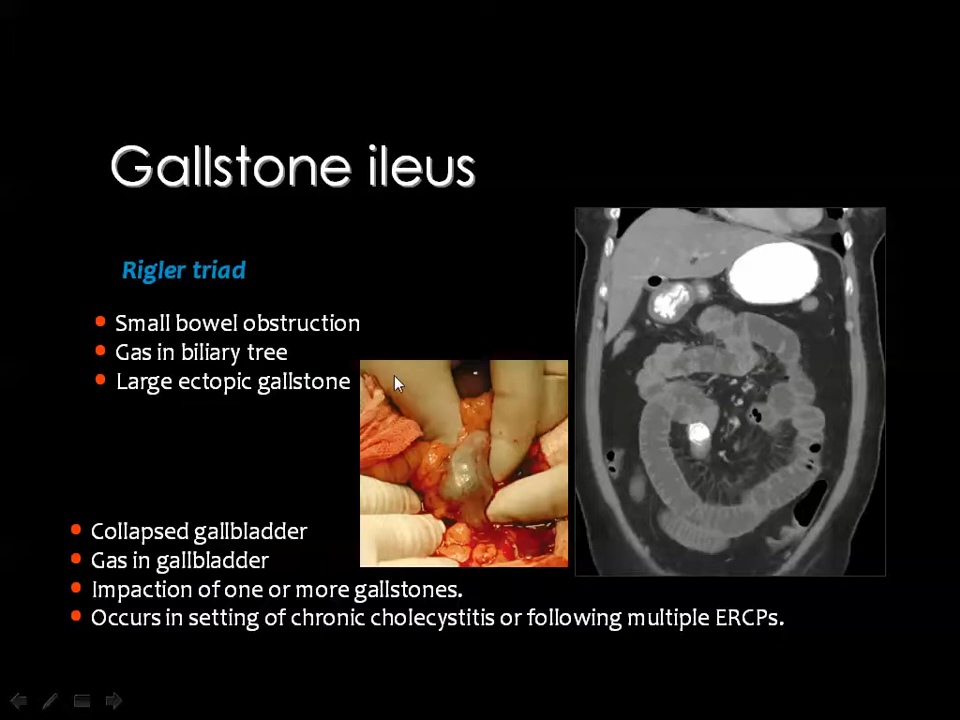 Gallstone ileus
Rigler triad
Small bowel obstruction
Gas in biliary tree
Large ectopic gallstone
Collapsed gallbladder
Gas in gallbladder
Impaction of one or more gallstones.
Occurs in setting of chronic cholecystitis or following multiple ERCPs.